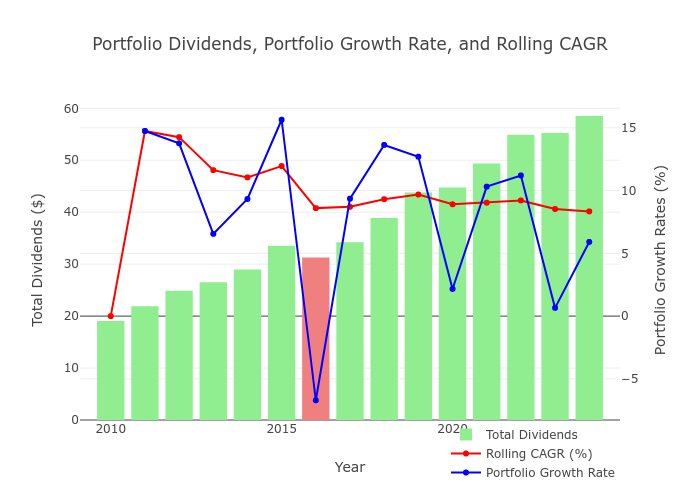 Portfolio Dividends, Portfolio Growth Rate, and Rolling CAGR
Total Dividends ($)
60
50
40
30
20
10
0
15
10
5
0
−5
Portfolio Growth Rates (%)
2010
2015
2020
Year
Total Dividends
Rolling CAGR (%)
Portfolio Growth Rate